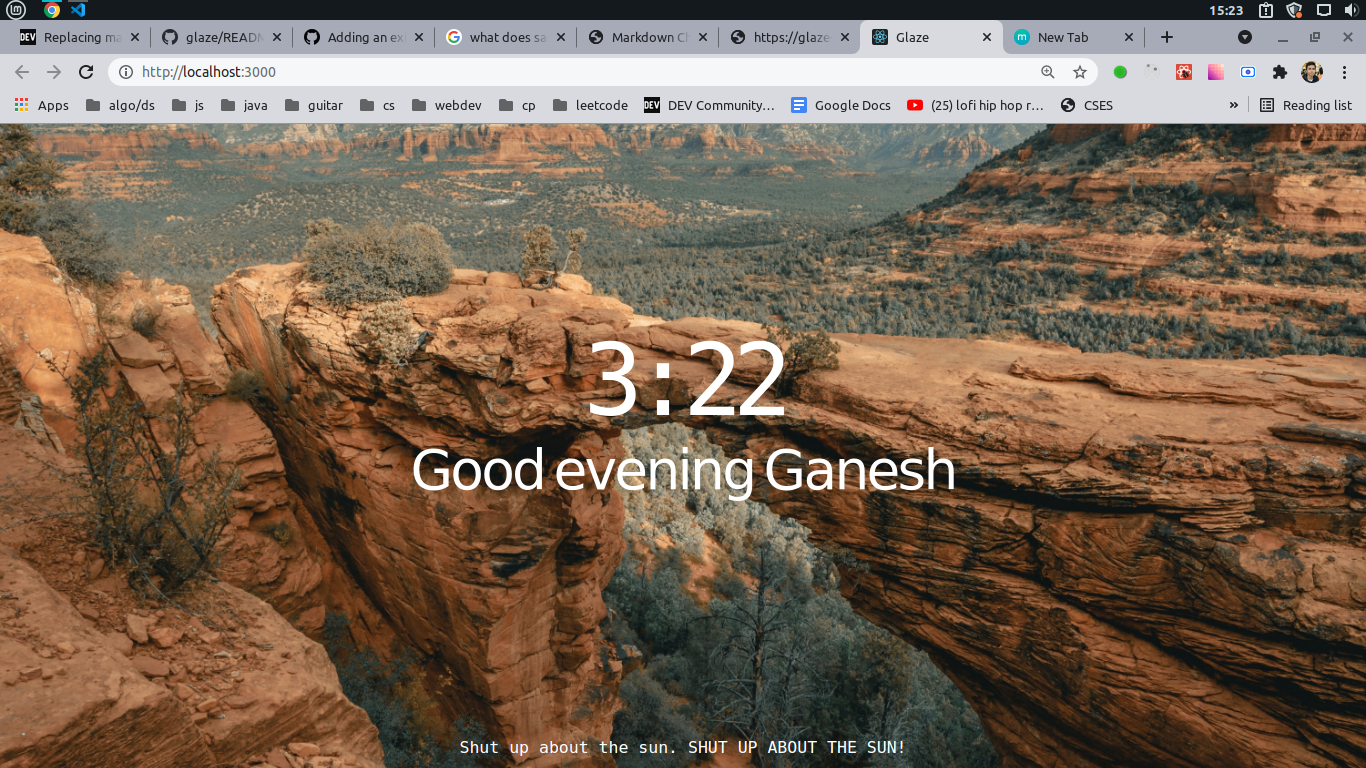 15:23
Replacing ma
glaze/READM
Adding an ex
what does sa
Markdown Ch
https://glaze
Glaze
New Tab
http://localhost:3000
Apps algo/ds js java guitar cs webdev cp leetcode DEV Community… Google Docs (25) lofi hip hop r… CSES » Reading list
3:22
Good evening Ganesh
Shut up about the sun. SHUT UP ABOUT THE SUN!